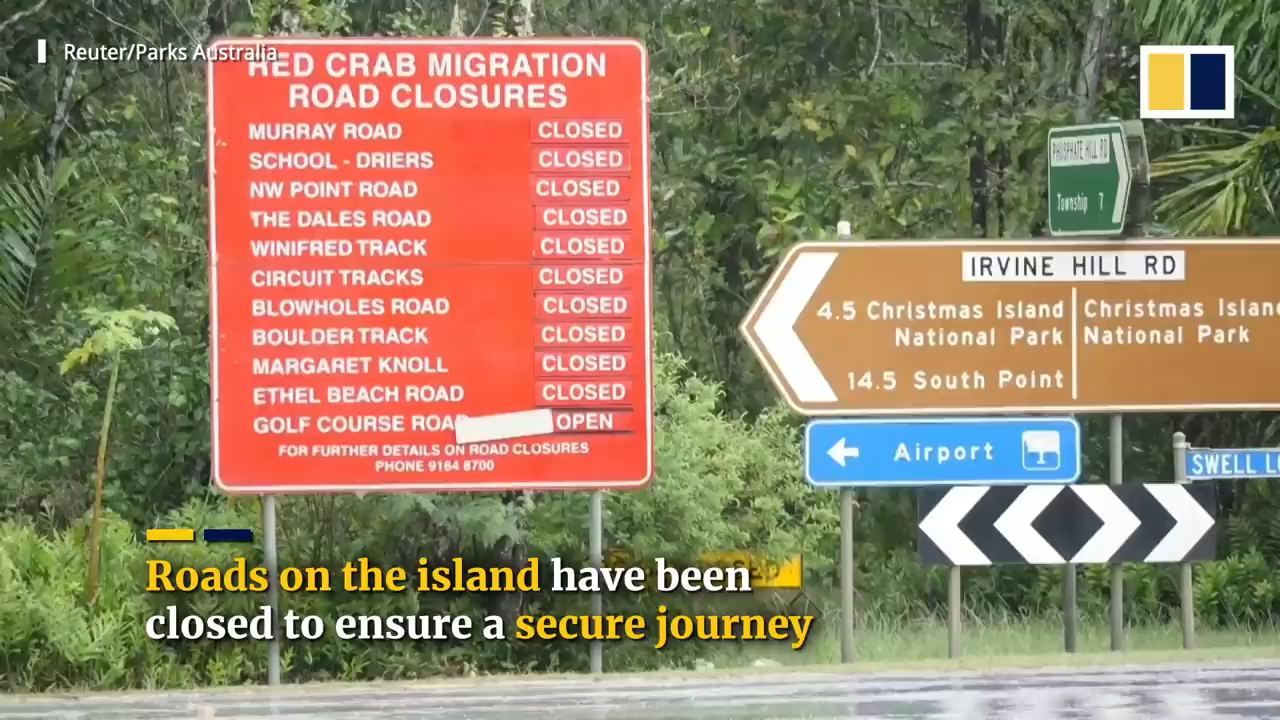 Reuter/Parks Australia
RED CRAB MIGRATION
ROAD CLOSURES
MURRAY ROAD CLOSED
SCHOOL - DRIERS CLOSED
NW POINT ROAD CLOSED
THE DALES ROAD CLOSED
WINIFRED TRACK CLOSED
CIRCUIT TRACKS CLOSED
BLOWHOLES ROAD CLOSED
BOULDER TRACK CLOSED
MARGARET KNOLL CLOSED
ETHEL BEACH ROAD CLOSED
GOLF COURSE ROAD OPEN
FOR FURTHER DETAILS ON ROAD CLOSURES
PHONE 9164 8700
PHOSPHATE HILL RD
Township 7
IRVINE HILL RD
4.5 Christmas Island
National Park
14.5 South Point
Christmas Island
National Park
Airport
SWELL
Roads on the island have been
closed to ensure a secure journey